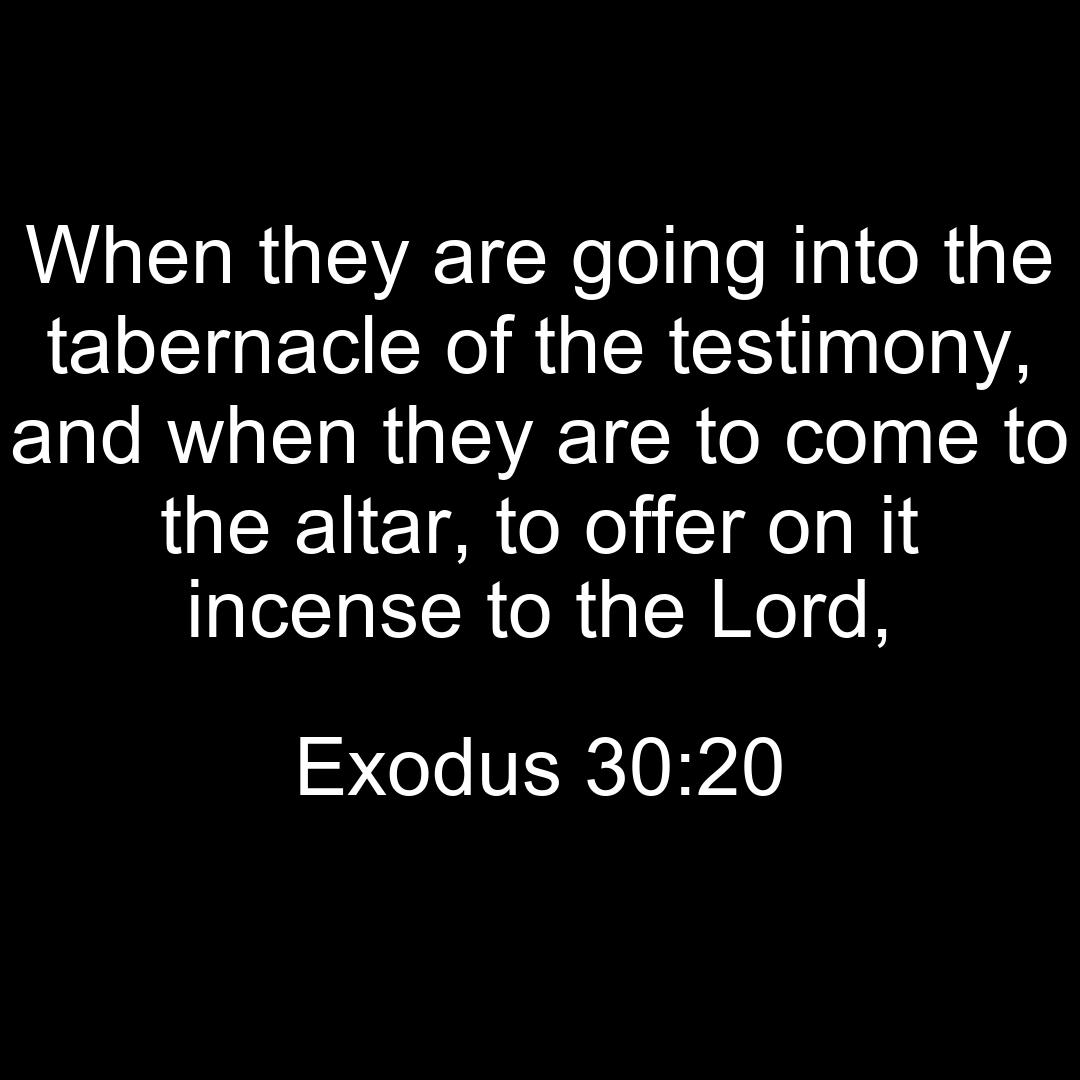 When they are going into the
tabernacle of the testimony,
and when they are to come to
the altar, to offer on it
incense to the Lord,
Exodus 30:20